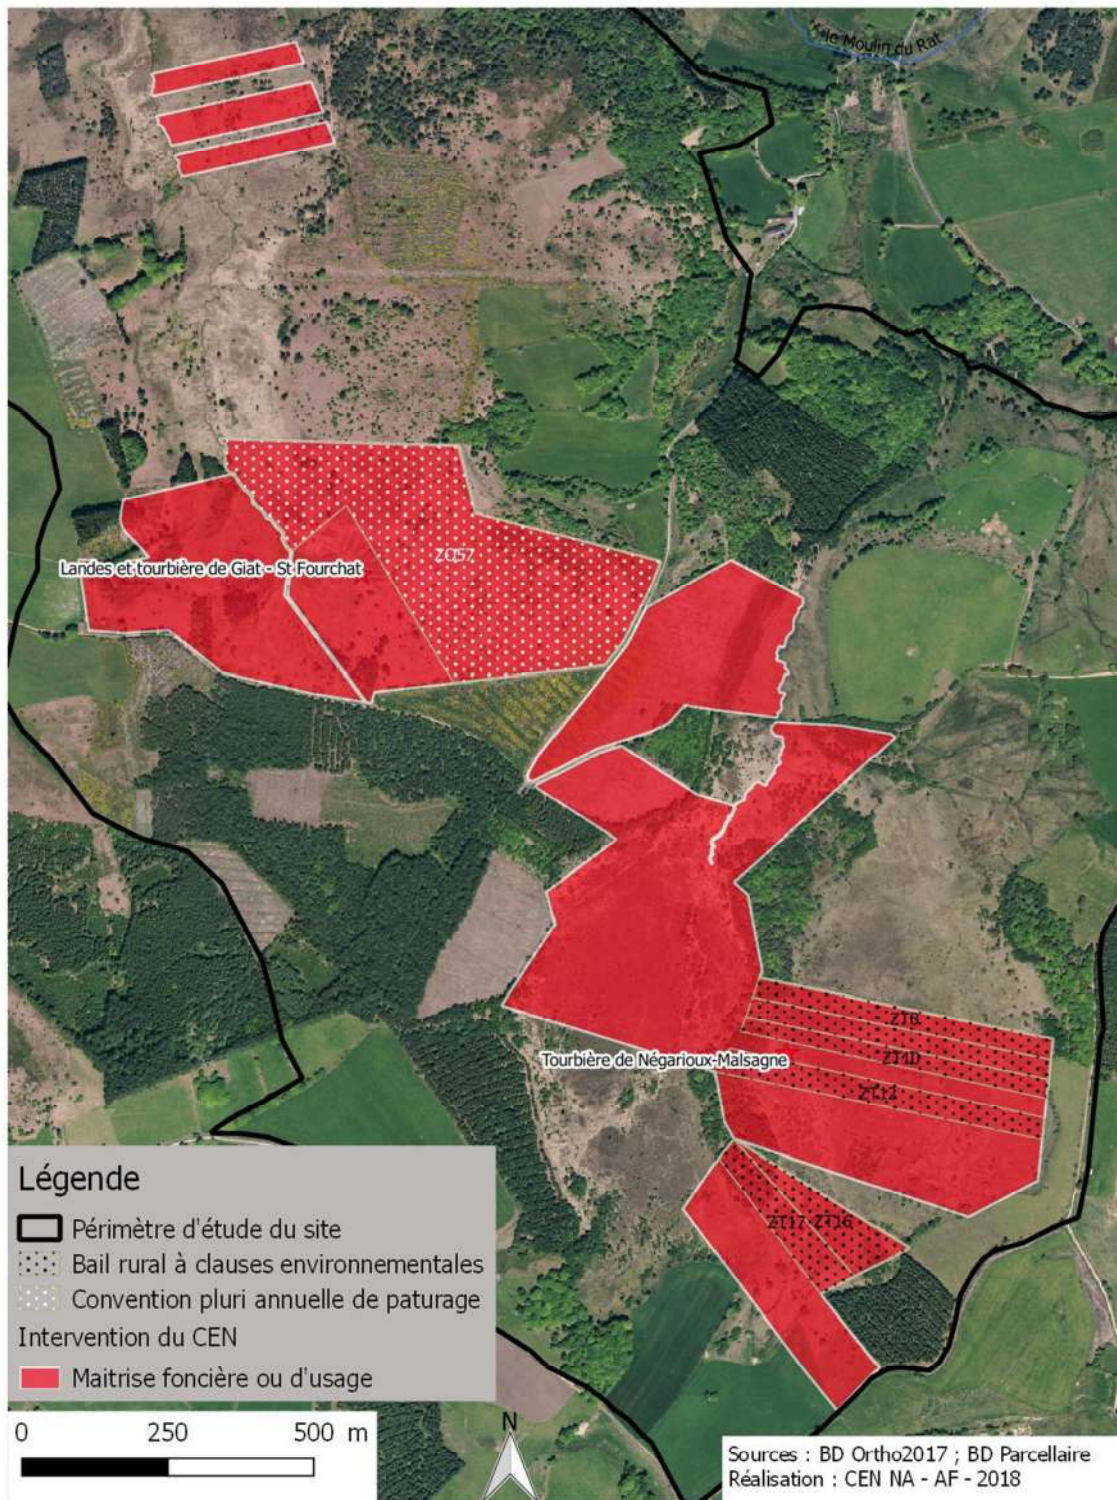 le Moulin du Rat
ZO57
Landes et tourbière de Giat - St Fourchat
ZT8
Tourbière de Négarioux-Malsagne
ZT10
ZT12
ZT17
ZT16
Légende
Périmètre d'étude du site
Bail rural à clauses environnementales
Convention pluri annuelle de paturage
Intervention du CEN
Maitrise foncière ou d'usage
0 250 500 m
N
Sources : BD Ortho2017 ; BD Parcellaire
Réalisation : CEN NA - AF - 2018